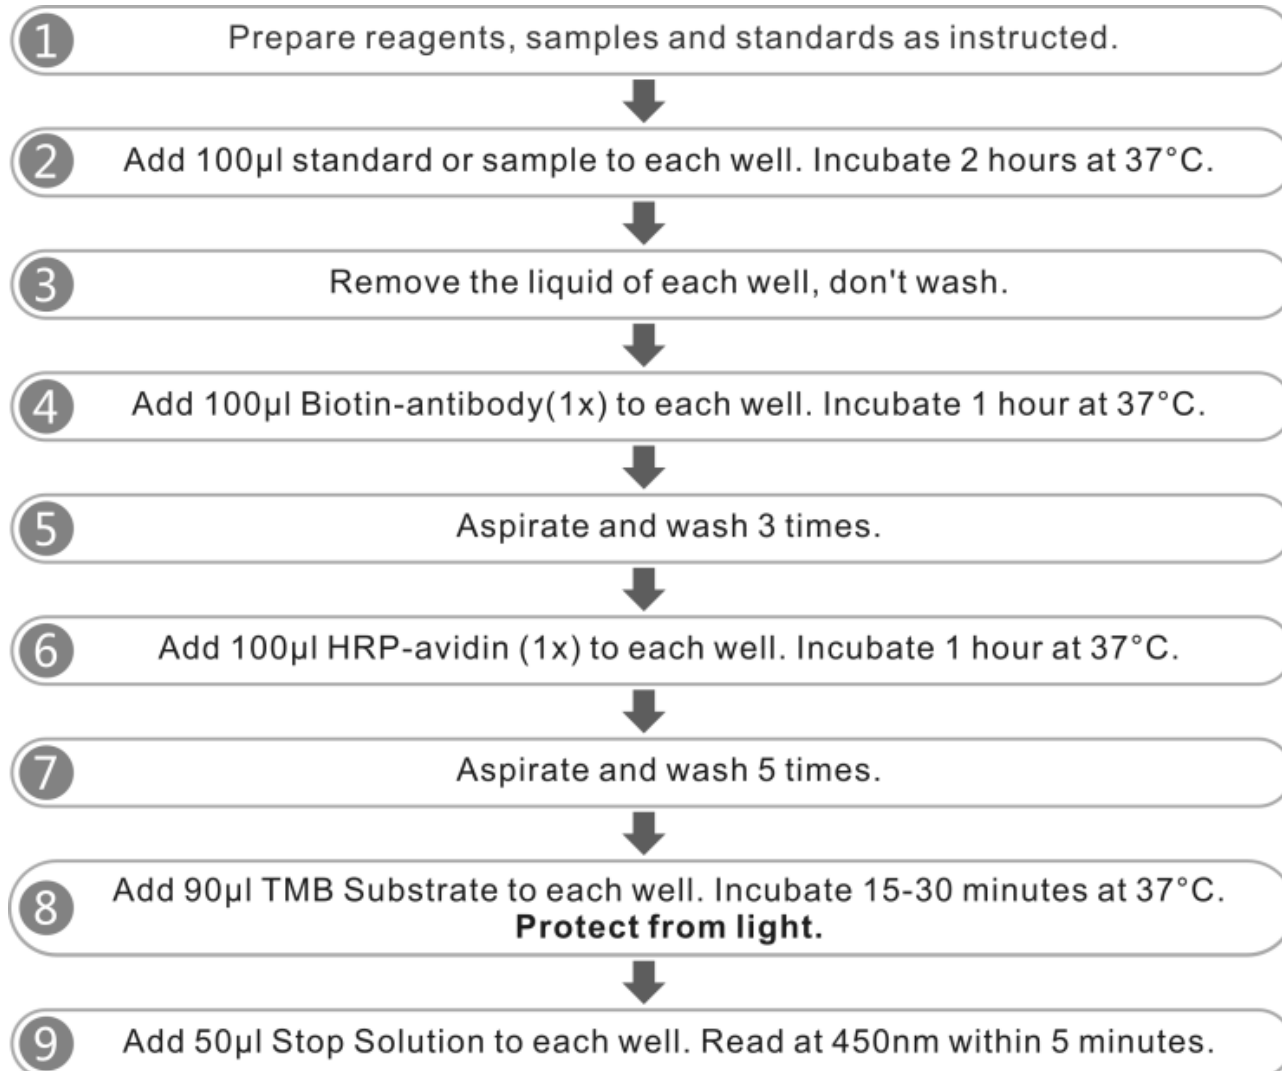 1 Prepare reagents, samples and standards as instructed.
2 Add 100µl standard or sample to each well. Incubate 2 hours at 37°C.
3 Remove the liquid of each well, don't wash.
4 Add 100µl Biotin-antibody(1x) to each well. Incubate 1 hour at 37°C.
5 Aspirate and wash 3 times.
6 Add 100µl HRP-avidin (1x) to each well. Incubate 1 hour at 37°C.
7 Aspirate and wash 5 times.
8 Add 90µl TMB Substrate to each well. Incubate 15-30 minutes at 37°C.
Protect from light.
9 Add 50µl Stop Solution to each well. Read at 450nm within 5 minutes.